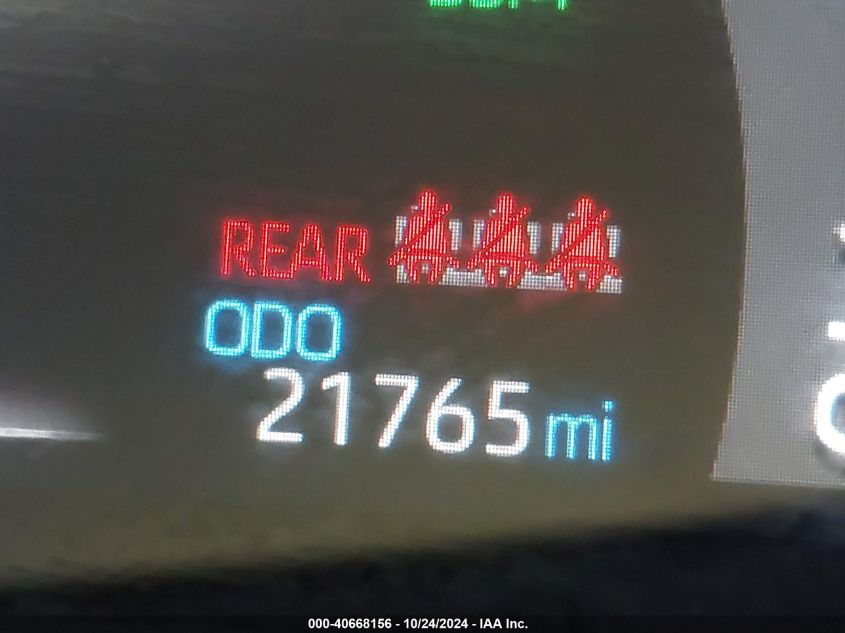 REAR
ODO
21765 mi
000-40668156 - 10/24/2024 - IAA Inc.